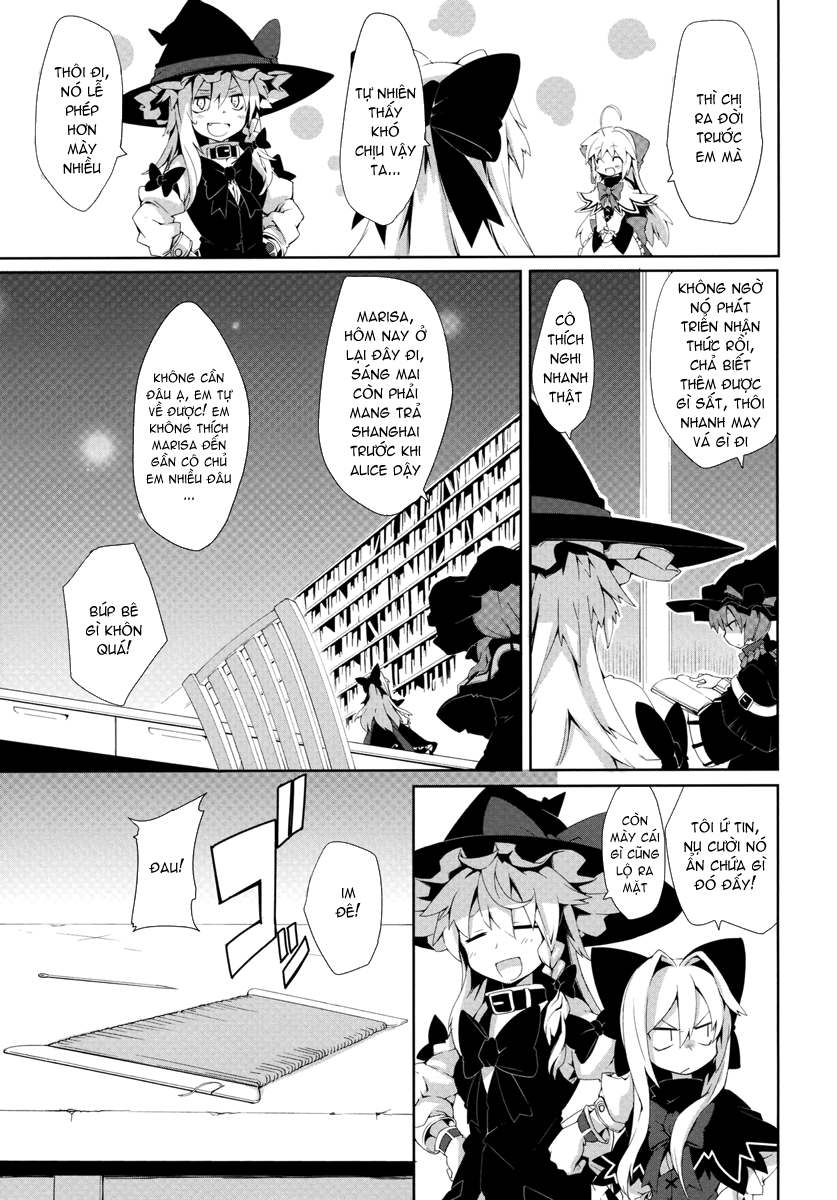 THÌ CHỊ
RA ĐỜI
TRƯỚC
EM MÀ
TỰ NHIÊN
THẤY
KHÓ
CHỊU VẬY
TA...
THÔI ĐI,
NÓ LỄ
PHÉP
HƠN
MÀY
NHIỀU
KHÔNG NGỜ
NÓ PHÁT
TRIỂN NHẬN
THỨC RỒI,
CHẢ BIẾT
THÊM ĐƯỢC
GÌ SẤT, THÔI
NHANH MAY
VÁ GÌ ĐI
CÔ
THÍCH
NGHI
NHANH
THẬT
MARISA,
HÔM NAY Ở
LẠI ĐÂY ĐI,
SÁNG MAI
CÒN PHẢI
MANG TRẢ
SHANGHAI
TRƯỚC KHI
ALICE DẬY
KHÔNG CẦN
ĐÂU Ạ, EM TỰ
VỀ ĐƯỢC! EM
KHÔNG THÍCH
MARISA ĐẾN
GẦN CÔ CHỦ
EM NHIỀU ĐÂU
...
BÚP BÊ
GÌ KHÔN
QUÁ!
TÔI Ứ TIN,
NỤ CƯỜI NÓ
ẨN CHỨA GÌ
ĐÓ ĐẤY!
CÒN
MÀY CÁI
GÌ CŨNG
LỘ RA
MẶT
IM
ĐÊ!
ゴゴ
ĐAU!